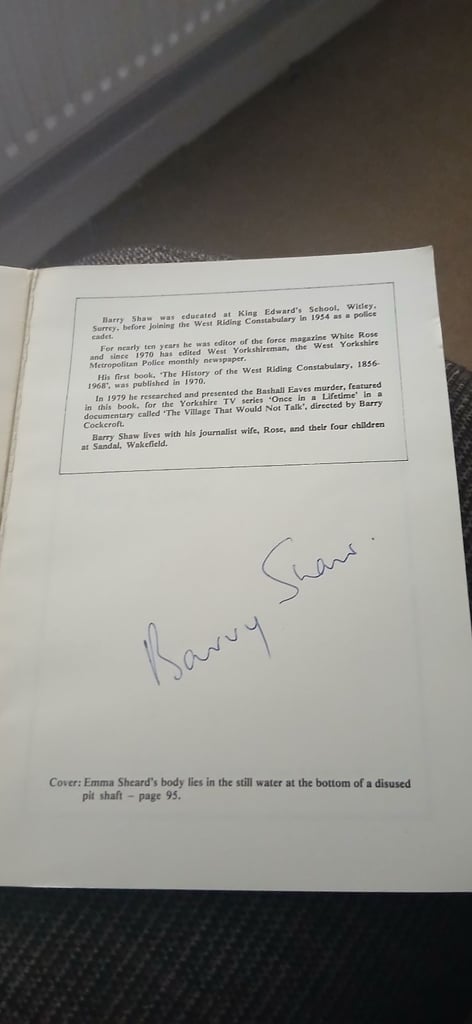 Barry Shaw was educated at King Edward's School, Witley,
Surrey, before joining the West Riding Constabulary in 1954 as a police
cadet.
For nearly ten years he was editor of the force magazine White Rose
and since 1970 has edited West Yorkshireman, the West Yorkshire
Metropolitan Police monthly newspaper.
His first book, 'The History of the West Riding Constabulary, 1856-
1968', was published in 1970.
In 1979 he researched and presented the Bashall Eaves murder, featured
in this book, for the Yorkshire TV series 'Once in a Lifetime' in a
documentary called 'The Village That Would Not Talk', directed by Barry
Cockcroft.
Barry Shaw lives with his journalist wife, Rose, and their four children
at Sandal, Wakefield.
Barry Shaw.
Cover: Emma Sheard's body lies in the still water at the bottom of a disused
pit shaft – page 95.